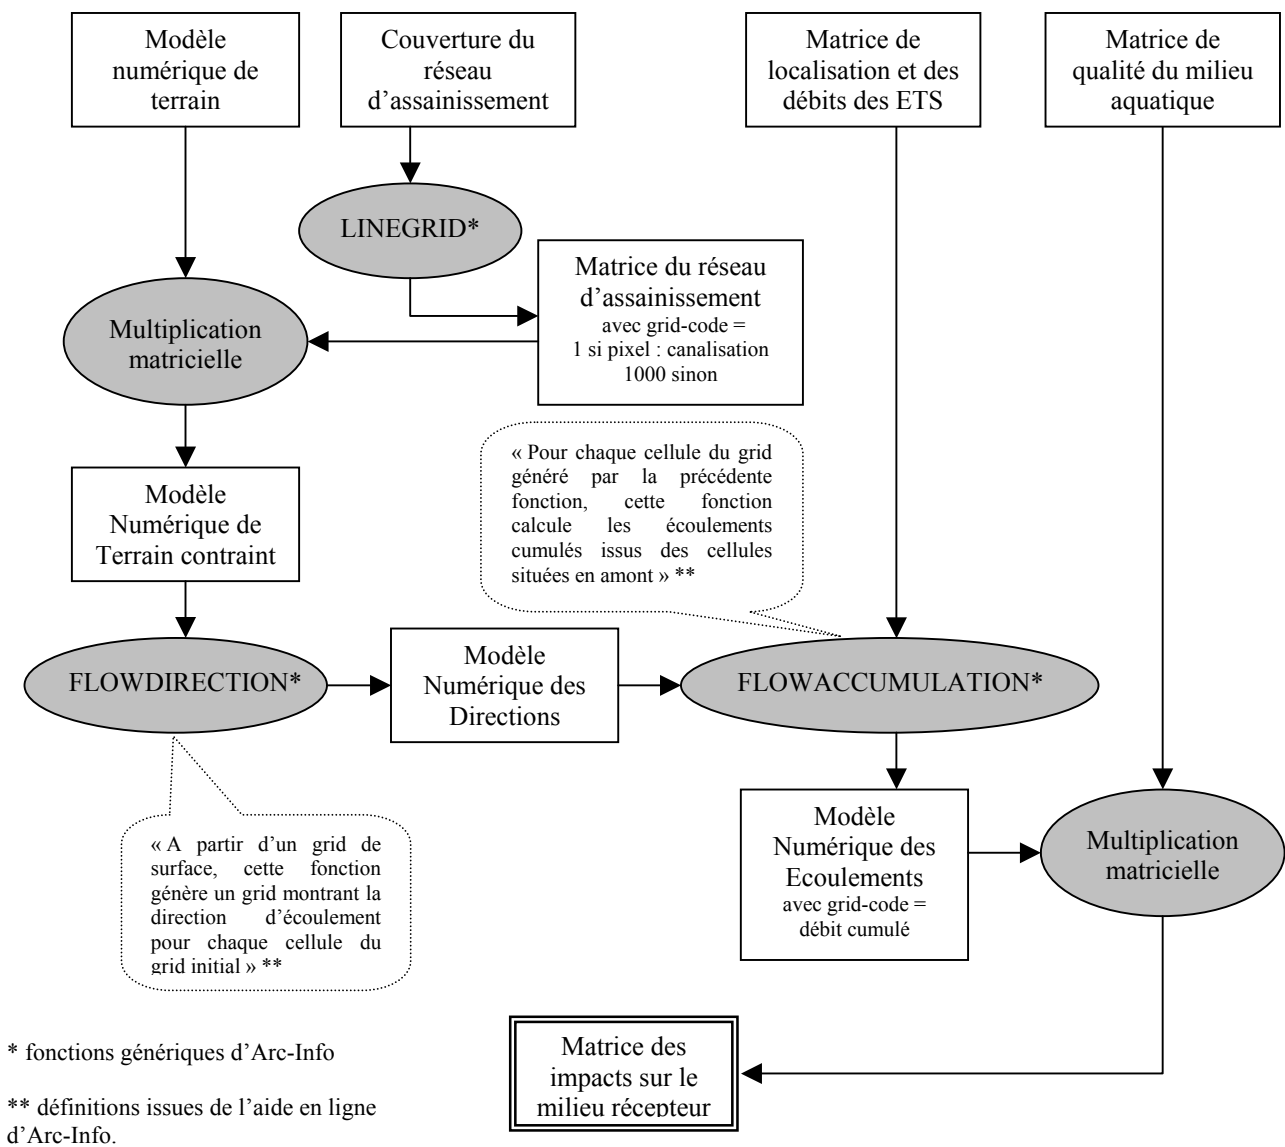 Modèle
numérique de
terrain
Couverture du
réseau
d'assainissement
Matrice de
localisation et des
débits des ETS
Matrice de
qualité du milieu
aquatique
LINEGRID*
Matrice du réseau
d'assainissement
avec grid-code =
1 si pixel : canalisation
1000 sinon
Multiplication
matricielle
« Pour chaque cellule du grid
généré par la précédente
fonction, cette fonction
calcule les écoulements
cumulés issus des cellules
situées en amont » **
Modèle
Numérique de
Terrain contraint
FLOWDIRECTION*
Modèle
Numérique des
Directions
FLOWACCUMULATION*
« A partir d'un grid de
surface, cette fonction
génère un grid montrant la
direction d'écoulement
pour chaque cellule du
grid initial » **
Modèle
Numérique des
Ecoulements
avec grid-code =
débit cumulé
Multiplication
matricielle
Matrice des
impacts sur le
milieu récepteur
* fonctions génériques d'Arc-Info
** définitions issues de l'aide en ligne
d'Arc-Info.